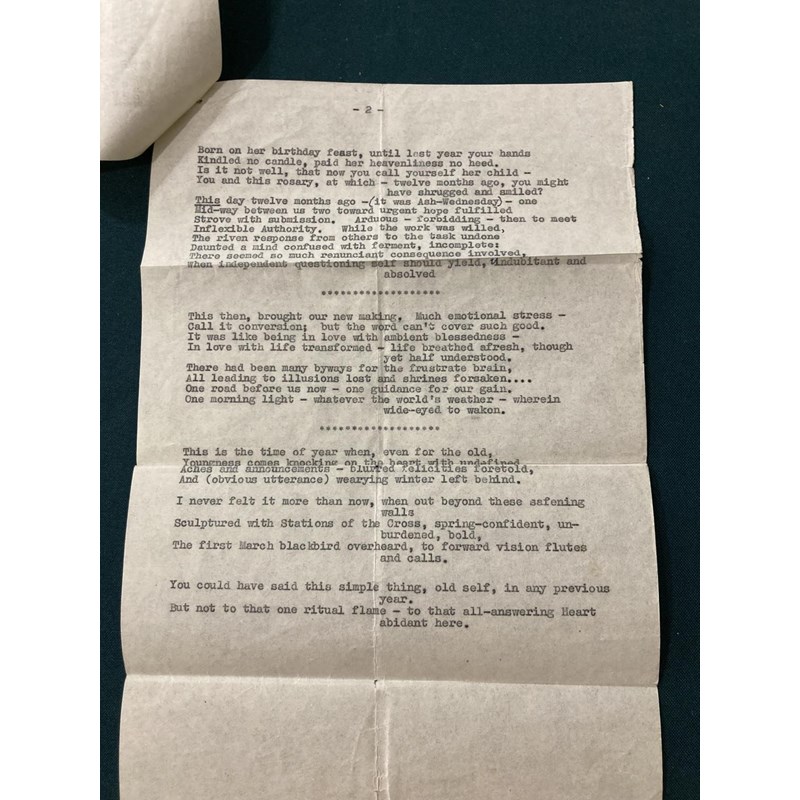 - 2 -
Born on her birthday feast, until last year your hands
Kindled no candle, paid her heavenliness no heed.
Is it not well, that now you call yourself her child -
You and this rosary, at which - twelve months ago, you might
have shrugged and smiled?
This day twelve months ago -(it was Ash-Wednesday)- one
Mid-way between us two toward urgent hope fulfilled
Strove with submission. Arduous - forbidding - then to meet
Inflexible Authority. While the work was willed,
The riven response from others to the task undone
Daunted a mind confused with ferment, incomplete:
There seemed so much renunciant consequence involved,
When independent questioning self should yield, indubitant and
absolved
********************
This then, brought our new making. Much emotional stress -
Call it conversion; but the word can't cover such good.
It was like being in love with ambient blessedness -
In love with life transformed - life breathed afresh, though
yet half understood.
There had been many byways for the frustrate brain,
All leading to illusions lost and shrines forsaken....
One road before us now - one guidance for our gain.
One morning light - whatever the world's weather - wherein
wide-eyed to waken.
********************
This is the time of year when, even for the old,
Youngness comes knocking on the heart with undefined
Aches and announcements - blurred felicities foretold,
And (obvious utterance) wearying winter left behind.
I never felt it more than now, when out beyond these safening
walls
Sculptured with Stations of the Cross, spring-confident, un-
burdened, bold,
The first March blackbird overheard, to forward vision flutes
and calls.
You could have said this simple thing, old self, in any previous
year.
But not to that one ritual flame - to that all-answering Heart
abidant here.